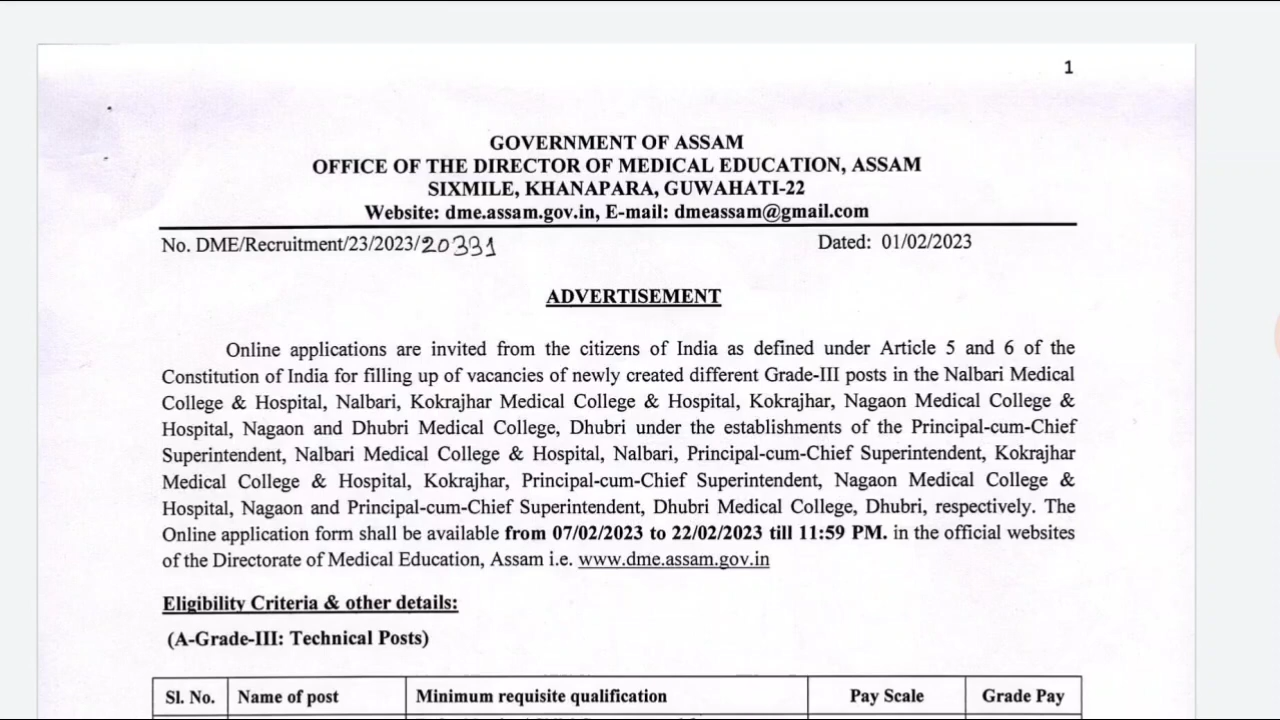 1
GOVERNMENT OF ASSAM
OFFICE OF THE DIRECTOR OF MEDICAL EDUCATION, ASSAM
SIXMILE, KHANAPARA, GUWAHATI-22
Website: dme.assam.gov.in, E-mail: dmeassam@gmail.com
No. DME/Recruitment/23/2023/20331 Dated: 01/02/2023
ADVERTISEMENT
Online applications are invited from the citizens of India as defined under Article 5 and 6 of the
Constitution of India for filling up of vacancies of newly created different Grade-III posts in the Nalbari Medical
College & Hospital, Nalbari, Kokrajhar Medical College & Hospital, Kokrajhar, Nagaon Medical College &
Hospital, Nagaon and Dhubri Medical College, Dhubri under the establishments of the Principal-cum-Chief
Superintendent, Nalbari Medical College & Hospital, Nalbari, Principal-cum-Chief Superintendent, Kokrajhar
Medical College & Hospital, Kokrajhar, Principal-cum-Chief Superintendent, Nagaon Medical College &
Hospital, Nagaon and Principal-cum-Chief Superintendent, Dhubri Medical College, Dhubri, respectively. The
Online application form shall be available from 07/02/2023 to 22/02/2023 till 11:59 PM. in the official websites
of the Directorate of Medical Education, Assam i.e. www.dme.assam.gov.in
Eligibility Criteria & other details:
(A-Grade-III: Technical Posts)
Sl. No. Name of post Minimum requisite qualification Pay Scale Grade Pay